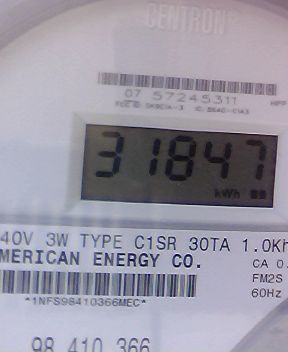 CENTRON®
07 57245311
31847
kWh
40V 3W TYPE C1SR 30TA 1.0Kh
MERICAN ENERGY CO.
CA 0.
FM2S
60Hz
*1NFS98410366MEC*
98 410 366